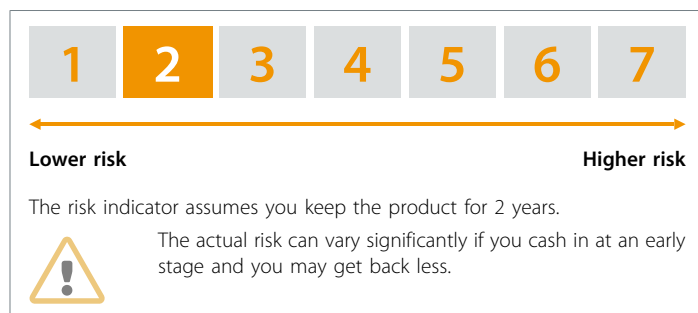 1 2 3 4 5 6 7
Lower risk Higher risk
The risk indicator assumes you keep the product for 2 years.
The actual risk can vary significantly if you cash in at an early
stage and you may get back less.